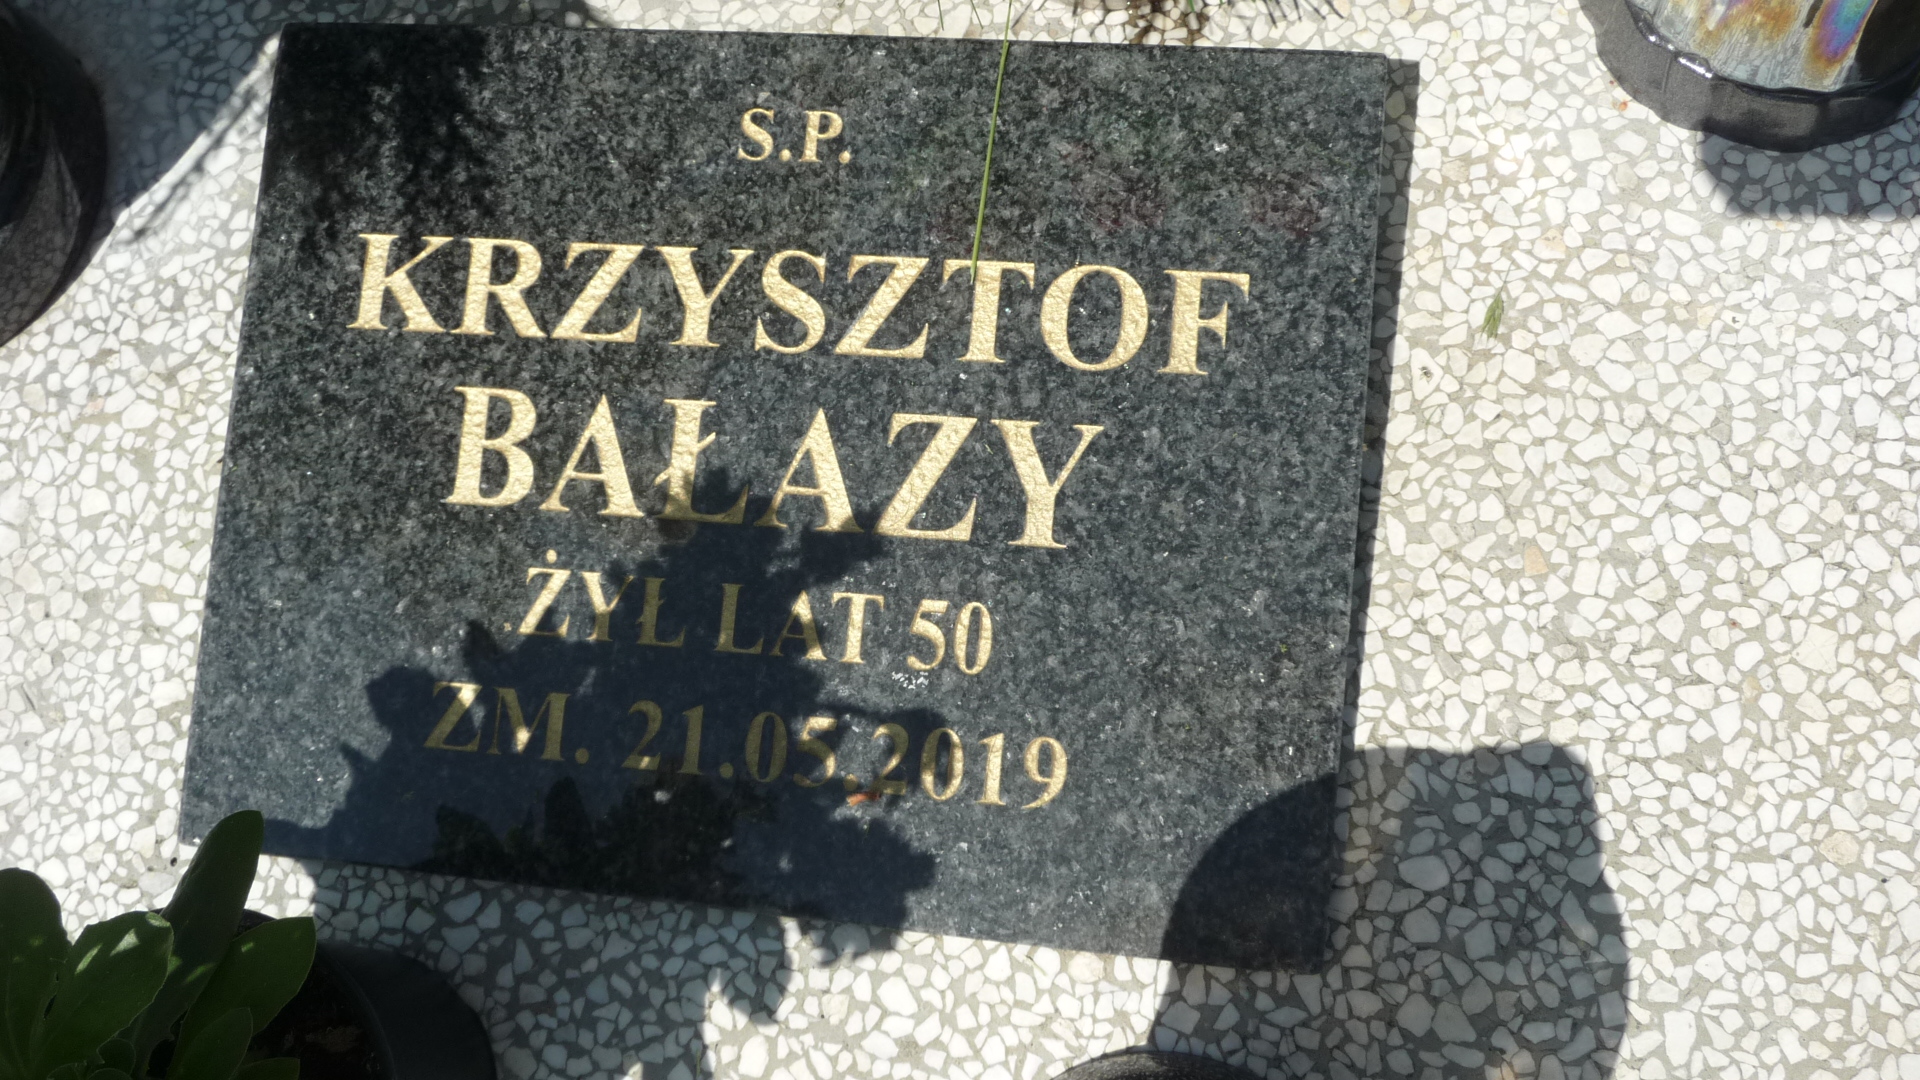 S.P.
KRZYSZTOF
BAŁAZY
ŻYŁ LAT 50
ZM. 21.05.2019